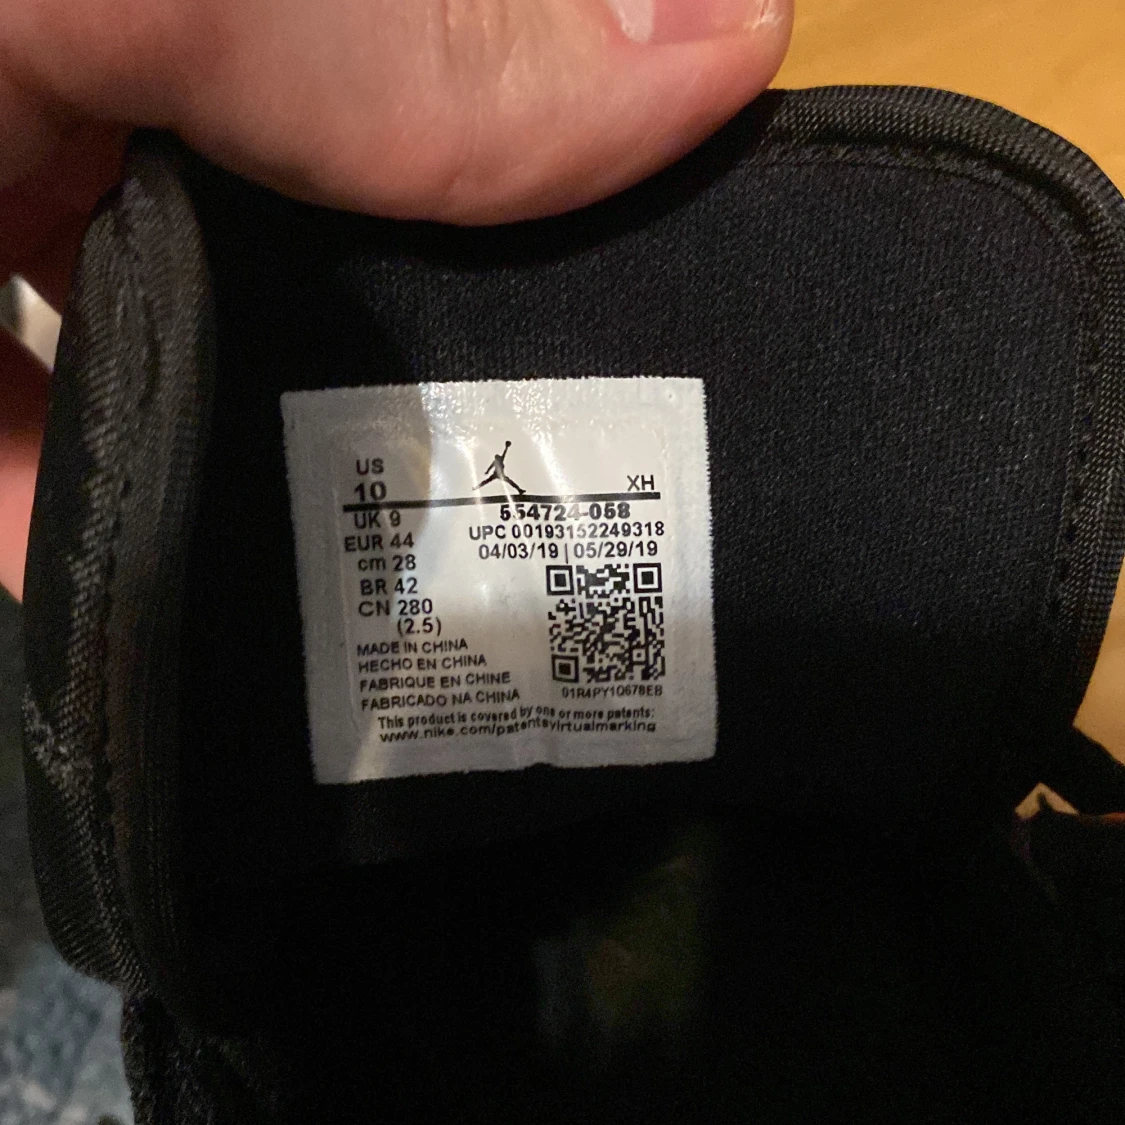 US
10
XH
UK 9
554724-058
EUR 44
UPC 00193152249318
cm 28
04/03/19 | 05/29/19
BR 42
CN 280
(2.5)
MADE IN CHINA
HECHO EN CHINA
FABRIQUE EN CHINE
FABRICADO NA CHINA
01R4PY10678EB
This product is covered by one or more patents:
www.nike.com/patentsvirtualmarking